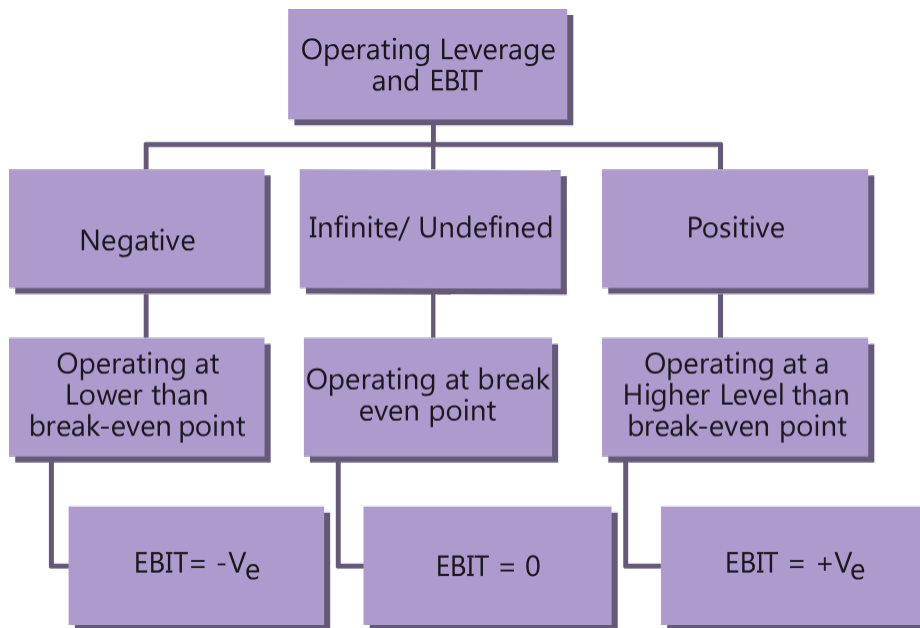 Operating Leverage
and EBIT
Negative
Infinite/ Undefined
Positive
Operating at
Lower than
break-even point
Operating at break
even point
Operating at a
Higher Level than
break-even point
EBIT= -Ve
EBIT = 0
EBIT = +Ve